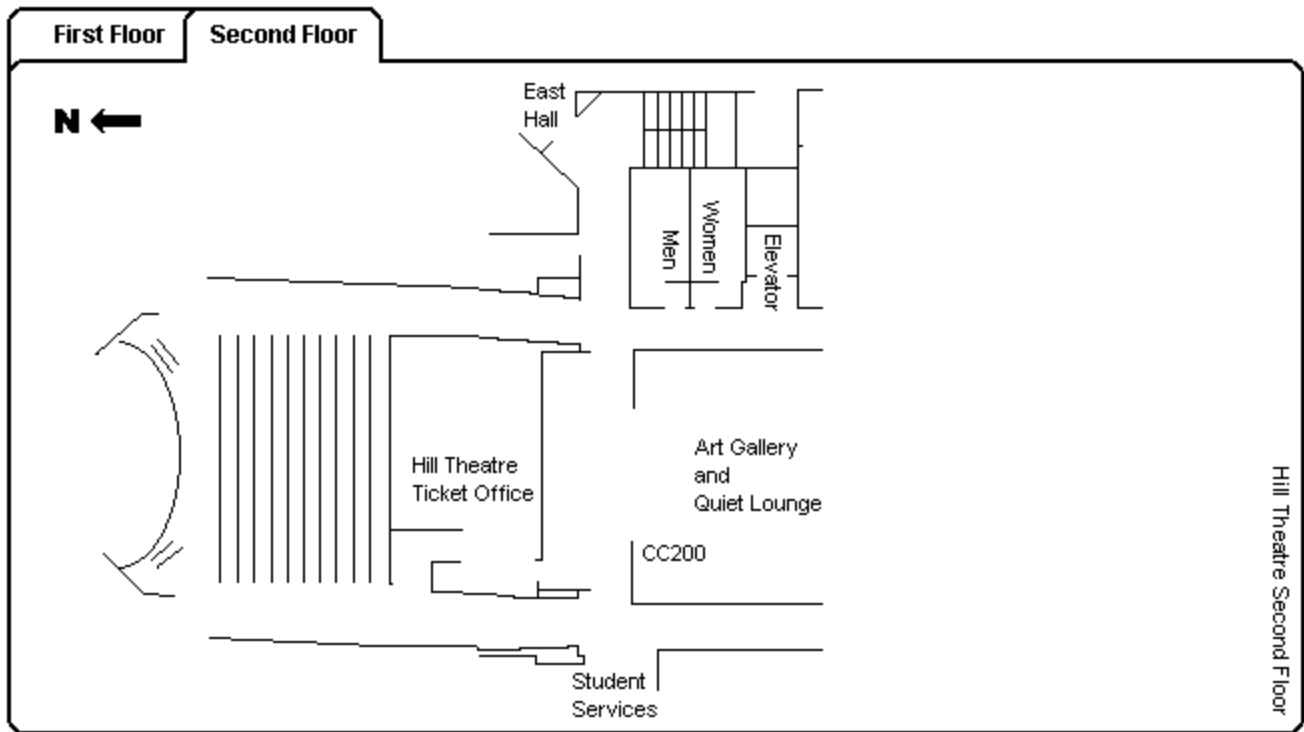 First Floor
Second Floor
N
East
Hall
Men
Women
Elevator
Hill Theatre
Ticket Office
Art Gallery
and
Quiet Lounge
CC200
Student
Services
Hill Theatre Second Floor